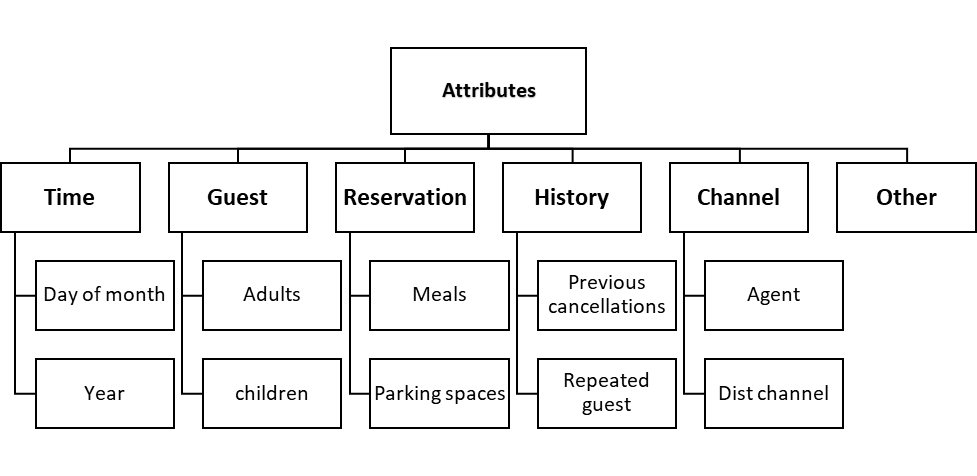 Attributes
Time
Guest
Reservation
History
Channel
Other
Day of month
Adults
Meals
Previous
cancellations
Agent
Year
children
Parking spaces
Repeated
guest
Dist channel